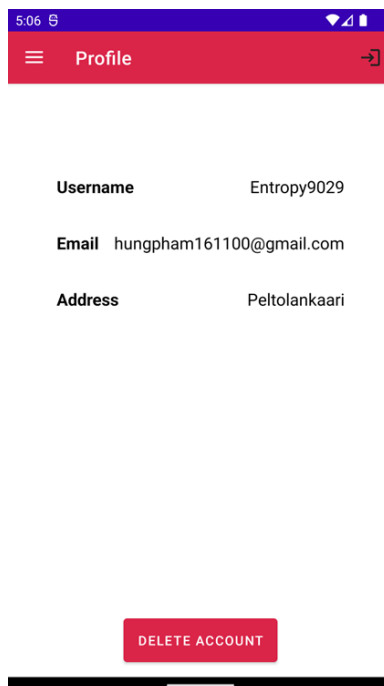 5:06
Profile
Username Entropy9029
Email hungpham161100@gmail.com
Address Peltolankaari
DELETE ACCOUNT